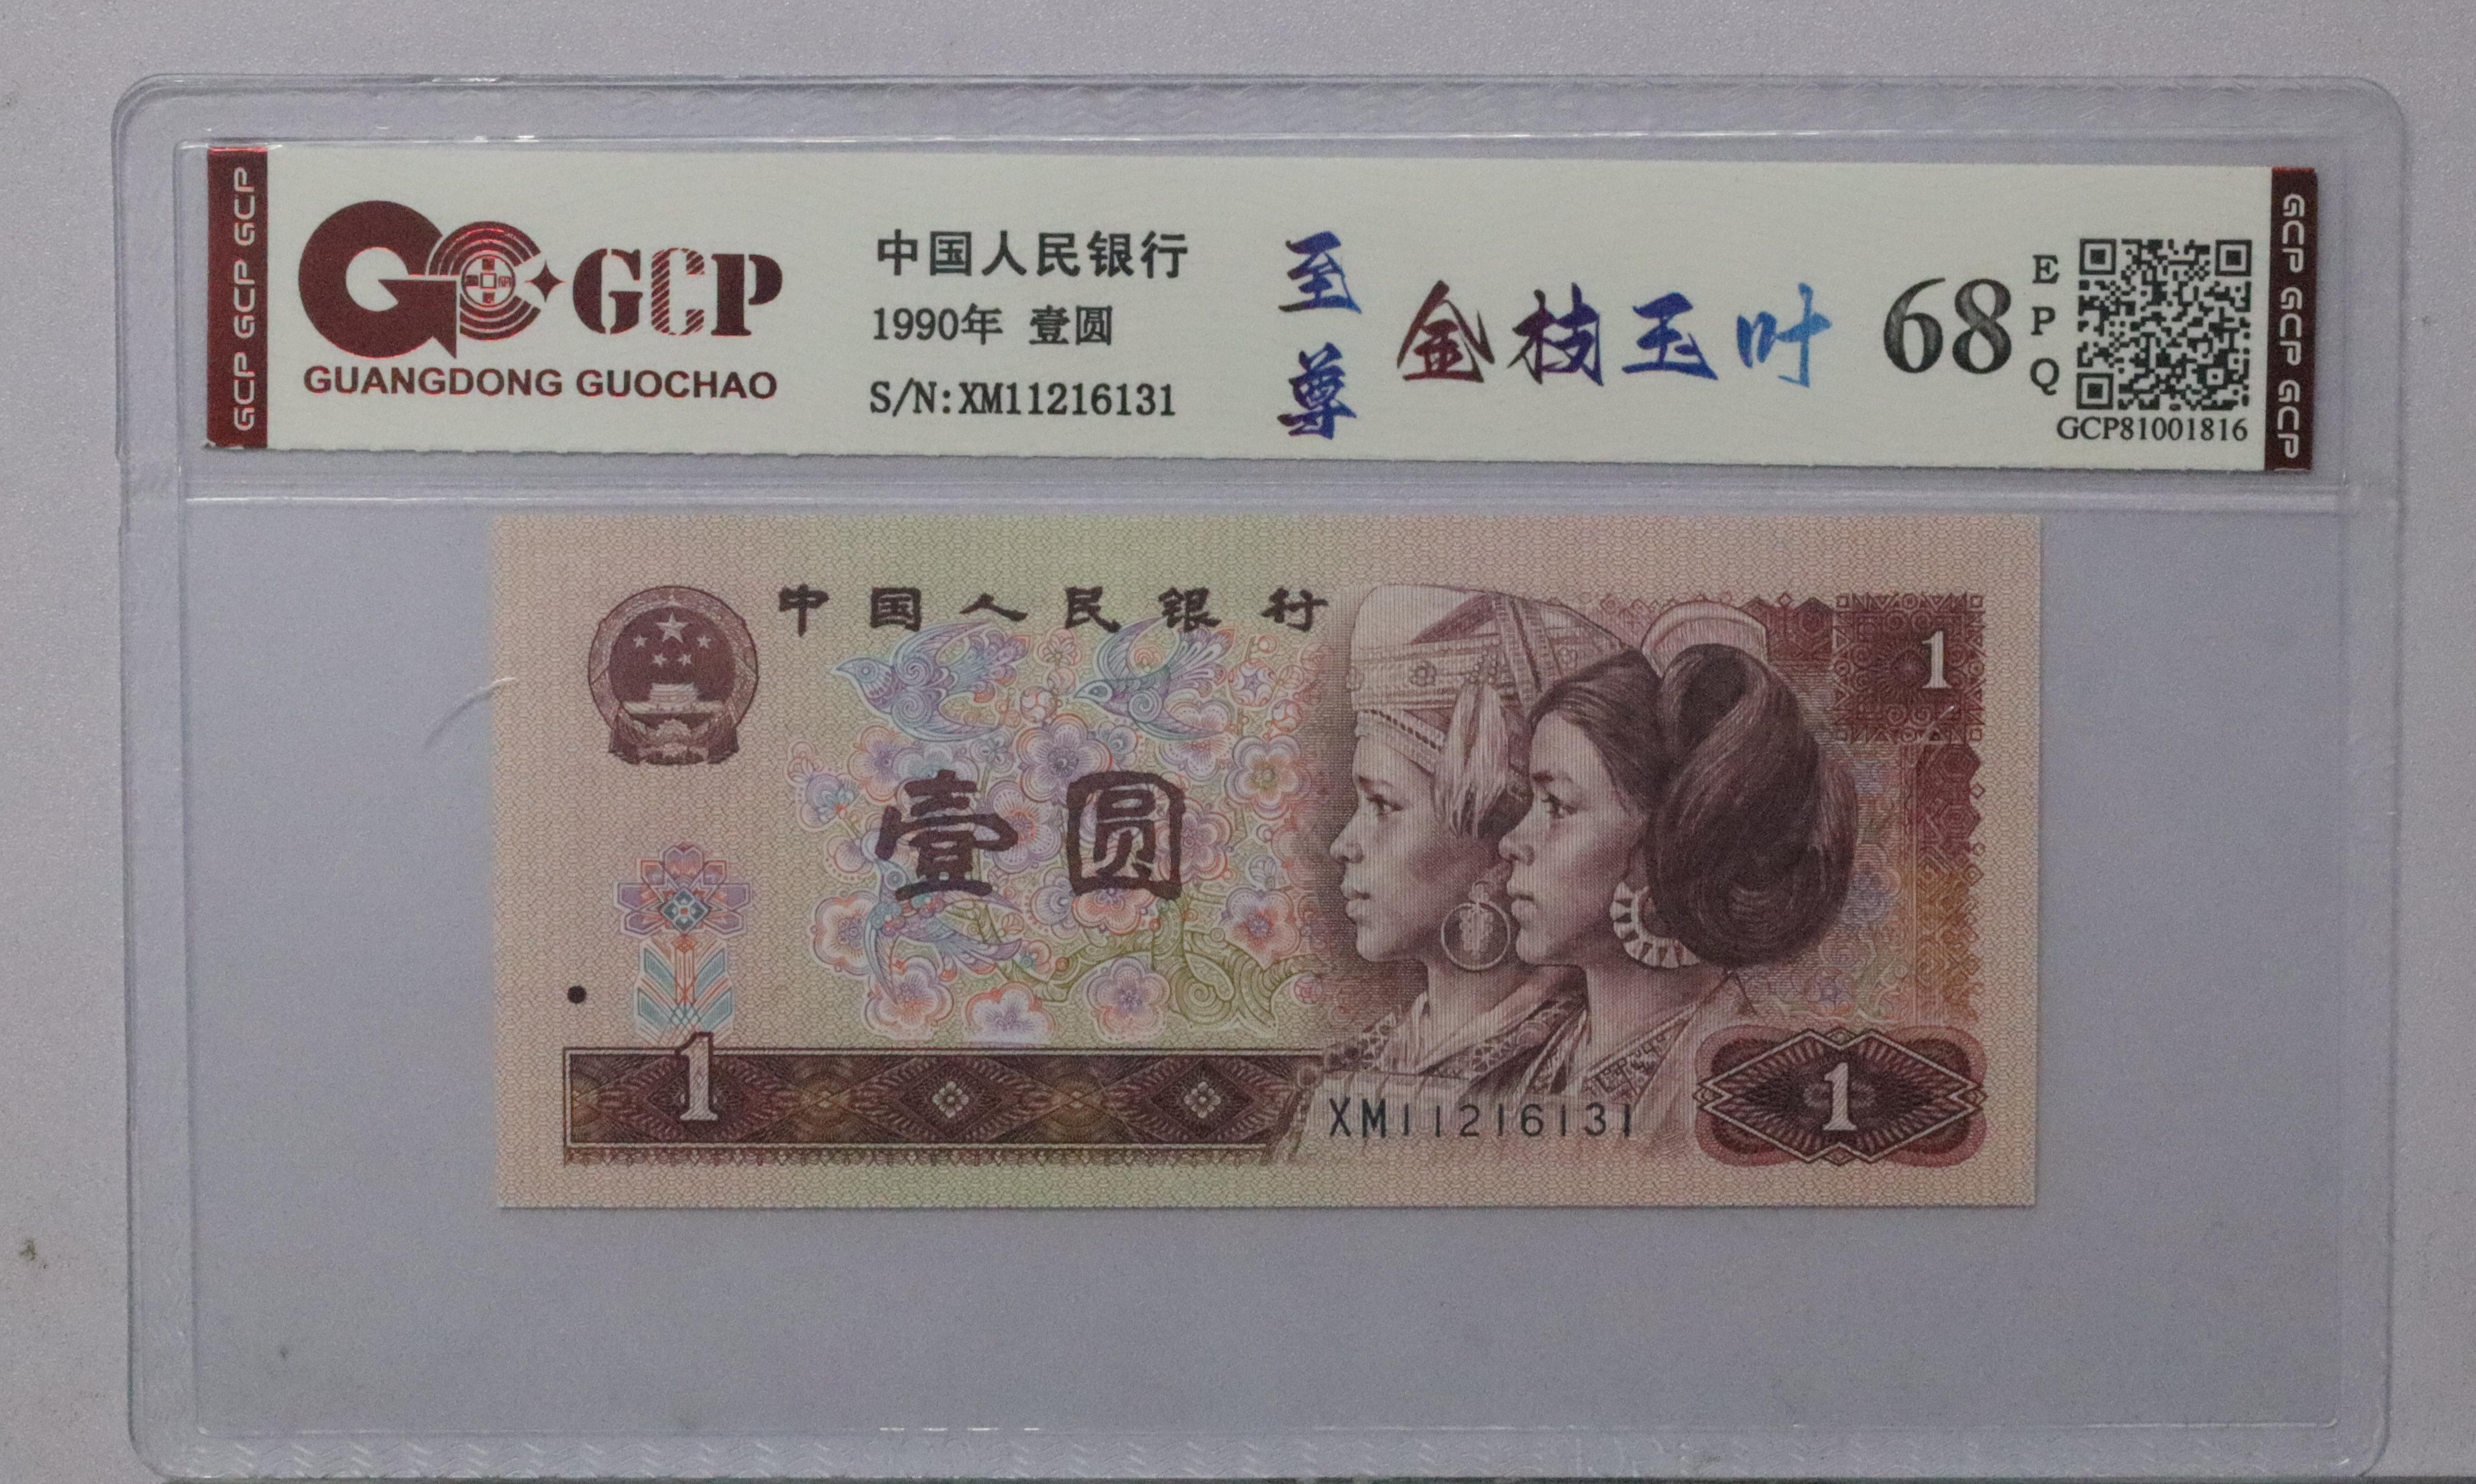 GCP GCP GCP
GC GCP
GUANGDONG GUOCHAO
中国人民银行
1990年 壹圆
S/N:XM11216131
至尊
金枝玉叶
68
EPQ
GCP81001816
GCP GCP GCP
中国人民银行
1
壹圆
1
XM11216131
1